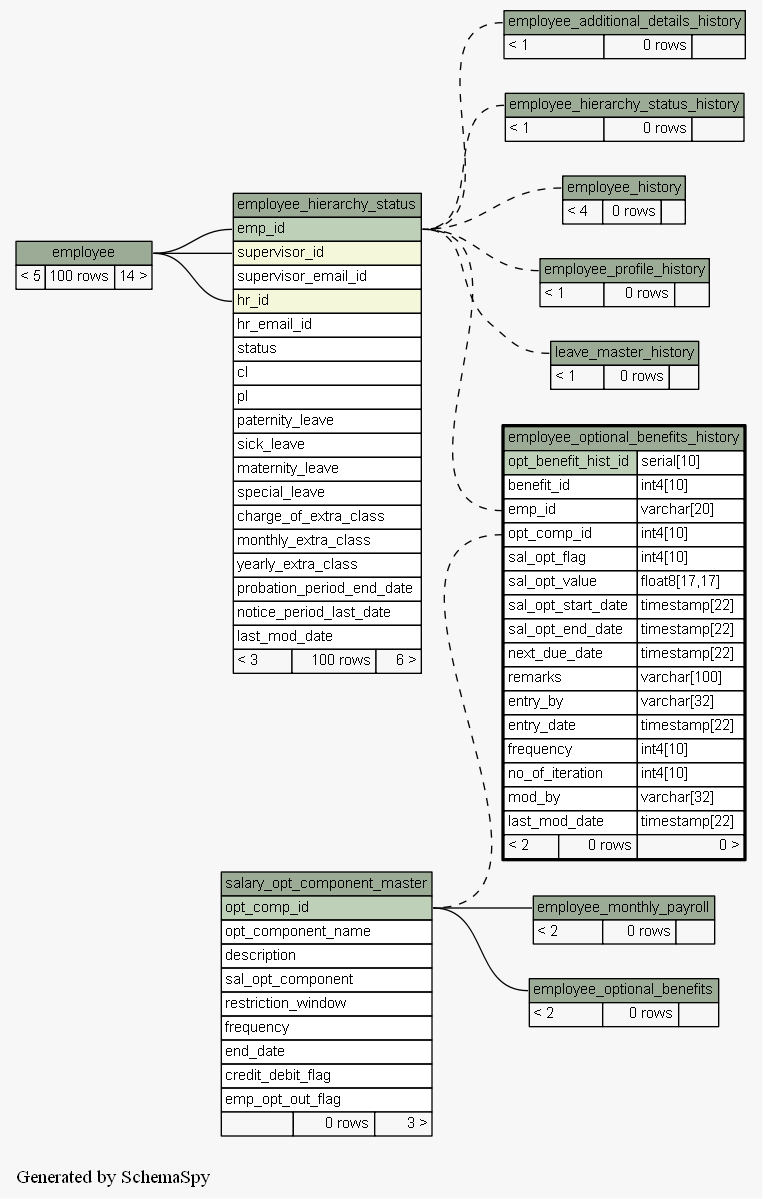 employee_additional_details_history
< 1 0 rows
employee_hierarchy_status_history
< 1 0 rows
employee_history
< 4 0 rows
employee_profile_history
< 1 0 rows
leave_master_history
< 1 0 rows
employee
< 5 100 rows 14 >
employee_hierarchy_status
emp_id
supervisor_id
supervisor_email_id
hr_id
hr_email_id
status
cl
pl
paternity_leave
sick_leave
maternity_leave
special_leave
charge_of_extra_class
monthly_extra_class
yearly_extra_class
probation_period_end_date
notice_period_last_date
last_mod_date
< 3 100 rows 6 >
employee_optional_benefits_history
opt_benefit_hist_id serial[10]
benefit_id int4[10]
emp_id varchar[20]
opt_comp_id int4[10]
sal_opt_flag int4[10]
sal_opt_value float8[17,17]
sal_opt_start_date timestamp[22]
sal_opt_end_date timestamp[22]
next_due_date timestamp[22]
remarks varchar[100]
entry_by varchar[32]
entry_date timestamp[22]
frequency int4[10]
no_of_iteration int4[10]
mod_by varchar[32]
last_mod_date timestamp[22]
< 2 0 rows 0 >
salary_opt_component_master
opt_comp_id
opt_component_name
description
sal_opt_component
restriction_window
frequency
end_date
credit_debit_flag
emp_opt_out_flag
0 rows 3 >
employee_monthly_payroll
< 2 0 rows
employee_optional_benefits
< 2 0 rows
Generated by SchemaSpy